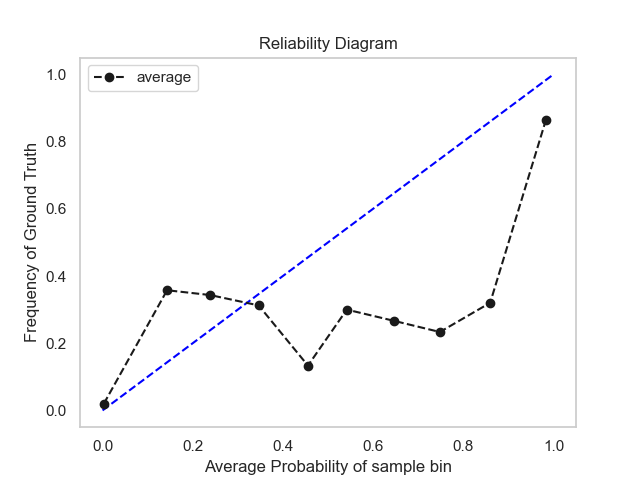 Reliability Diagram
average
Frequency of Ground Truth
1.0
0.8
0.6
0.4
0.2
0.0
0.0 0.2 0.4 0.6 0.8 1.0
Average Probability of sample bin